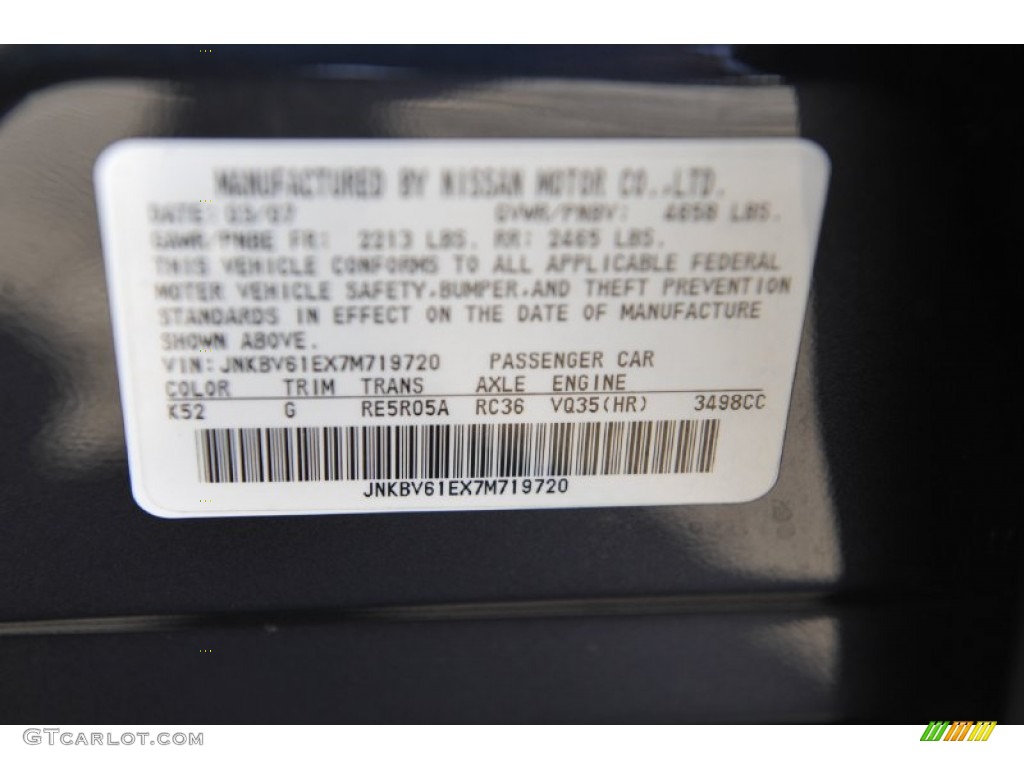 MANUFACTURED BY NISSAN MOTOR CO.,LTD.
DATE: 03/07 GVWR/PNBV: 4658 LBS.
GAWR/PNBE FR: 2213 LBS. RR: 2465 LBS.
THIS VEHICLE CONFORMS TO ALL APPLICABLE FEDERAL
MOTER VEHICLE SAFETY,BUMPER,AND THEFT PREVENTION
STANDARDS IN EFFECT ON THE DATE OF MANUFACTURE
SHOWN ABOVE.
VIN:JNKBV61EX7M719720 PASSENGER CAR
COLOR TRIM TRANS AXLE ENGINE
K52 G RE5R05A RC36 VQ35(HR) 3498CC
JNKBV61EX7M719720
GTCARLOT.COM